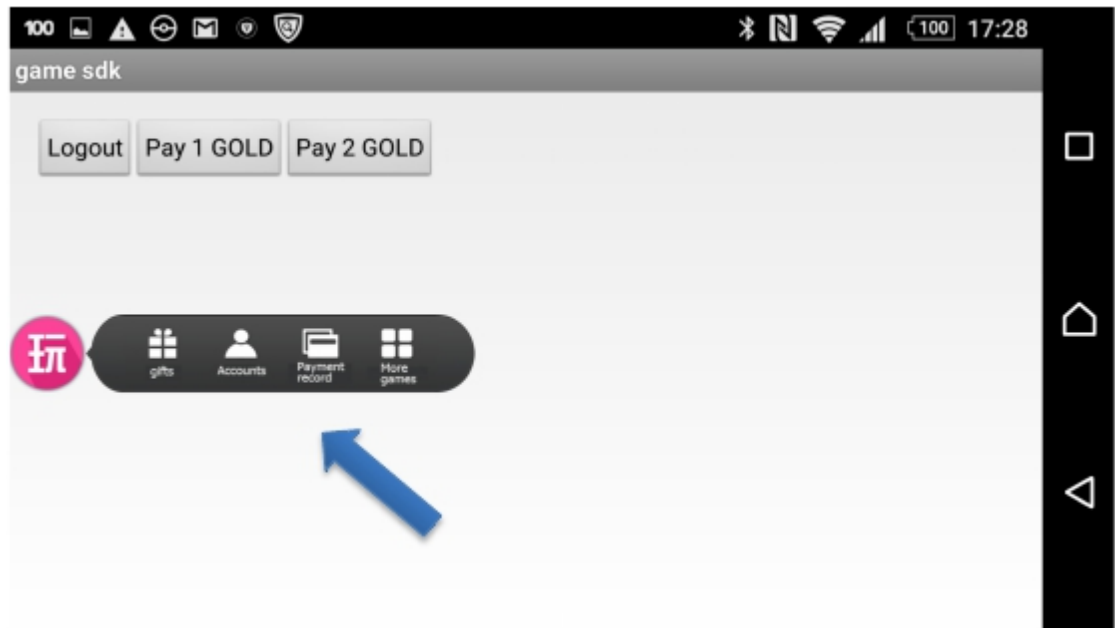 100 100 17:28
game sdk
Logout Pay 1 GOLD Pay 2 GOLD
玩
gifts Accounts Payment record More games